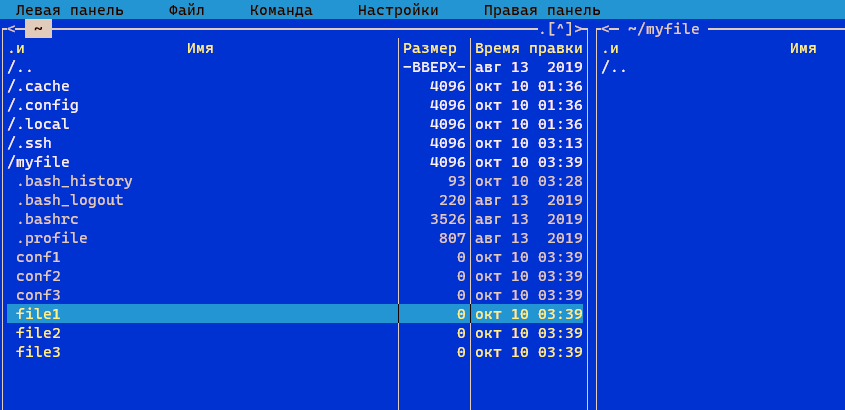 Левая панель Файл Команда Настройки Правая панель
<─ ~ .[^]> <─ ~/myfile
.и Имя Размер Время правки .и Имя
/.. -ВВЕРХ- авг 13 2019 /..
/.cache 4096 окт 10 01:36
/.config 4096 окт 10 01:36
/.local 4096 окт 10 01:36
/.ssh 4096 окт 10 03:13
/myfile 4096 окт 10 03:39
.bash_history 93 окт 10 03:28
.bash_logout 220 авг 13 2019
.bashrc 3526 авг 13 2019
.profile 807 авг 13 2019
conf1 0 окт 10 03:39
conf2 0 окт 10 03:39
conf3 0 окт 10 03:39
file1 0 окт 10 03:39
file2 0 окт 10 03:39
file3 0 окт 10 03:39